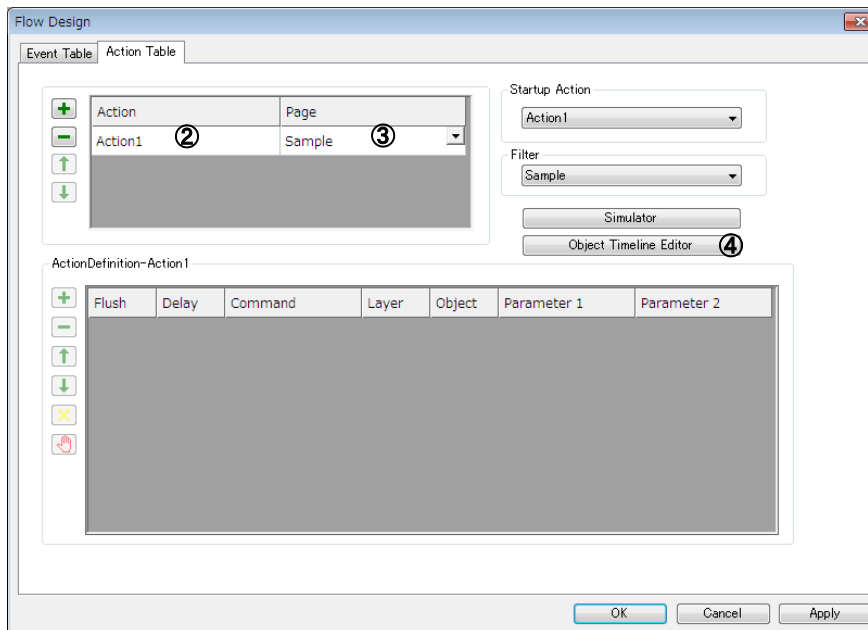 Flow Design
Event Table Action Table
Action Page
Action1 ② Sample ③
Startup Action
Action1
Filter
Sample
Simulator
Object Timeline Editor ④
ActionDefinition-Action1
Flush Delay Command Layer Object Parameter 1 Parameter 2
OK Cancel Apply